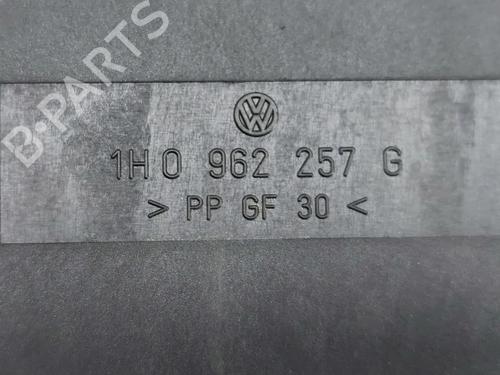 B-PARTS
VW
1H0 962 257 G
> PP GF 30 <